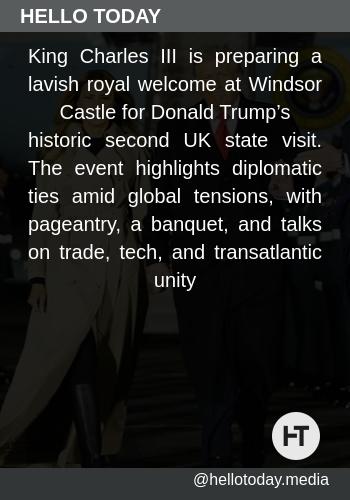 HELLO TODAY
King Charles III is preparing a
lavish royal welcome at Windsor
Castle for Donald Trump’s
historic second UK state visit.
The event highlights diplomatic
ties amid global tensions, with
pageantry, a banquet, and talks
on trade, tech, and transatlantic
unity
HT
@hellotoday.media